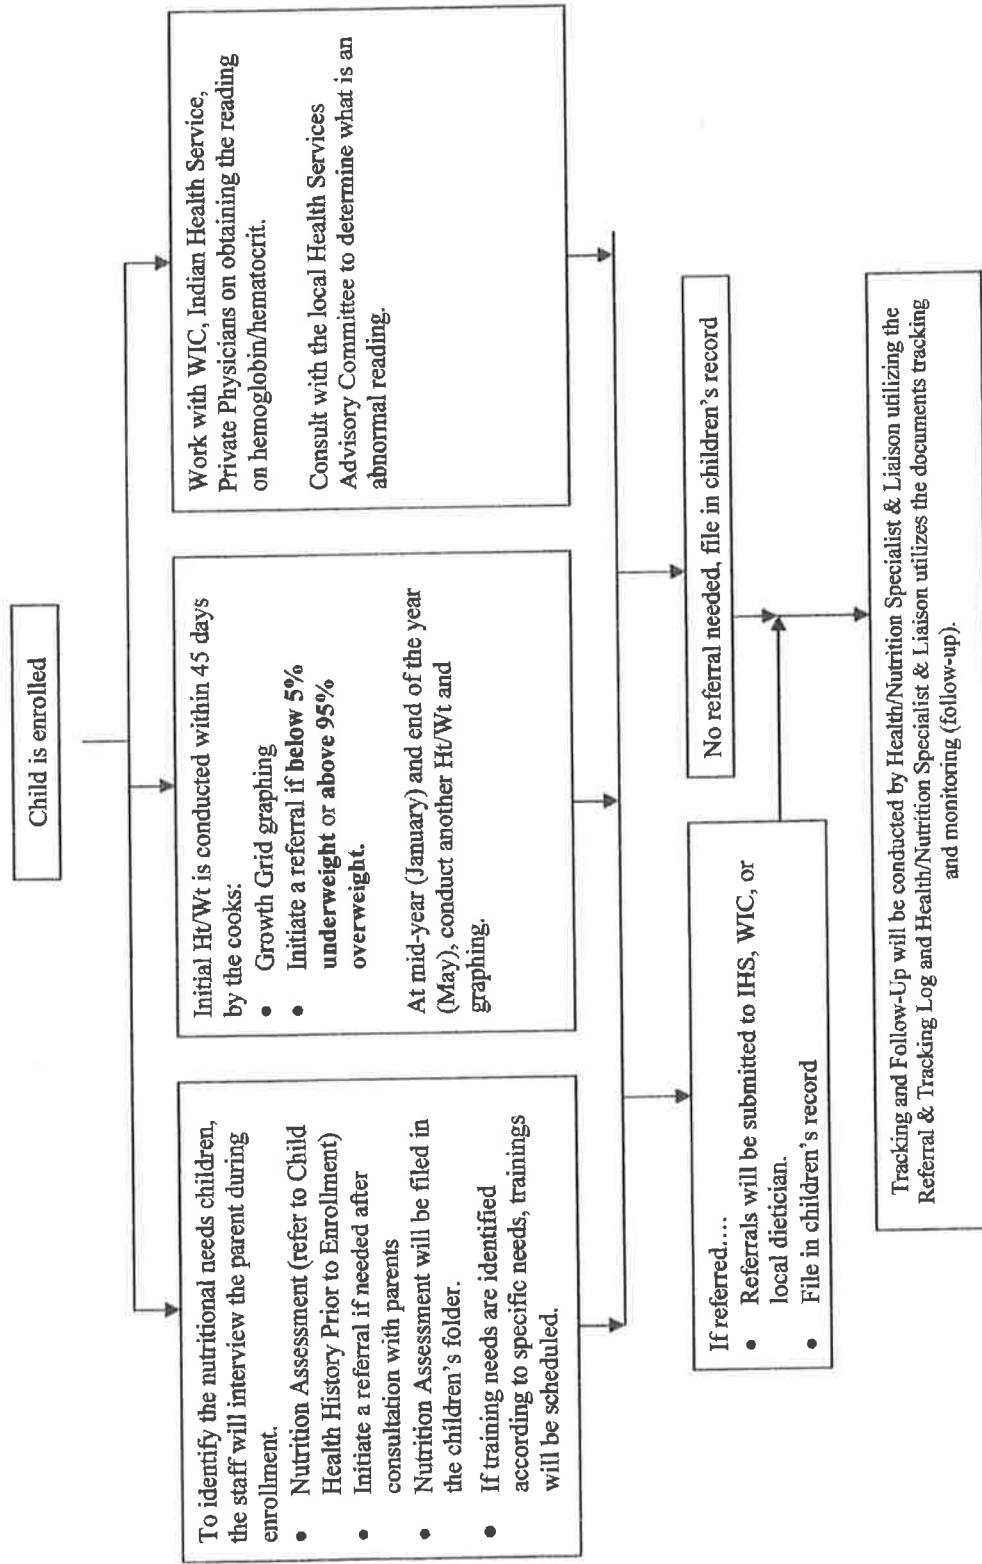 Child is enrolled
To identify the nutritional needs children,
the staff will interview the parent during
enrollment.
• Nutrition Assessment (refer to Child
Health History Prior to Enrollment)
• Initiate a referral if needed after
consultation with parents
• Nutrition Assessment will be filed in
the children's folder.
• If training needs are identified
according to specific needs, trainings
will be scheduled.
Initial Ht/Wt is conducted within 45 days
by the cooks:
• Growth Grid graphing
• Initiate a referral if below 5%
underweight or above 95%
overweight.
At mid-year (January) and end of the year
(May), conduct another Ht/Wt and
graphing.
Work with WIC, Indian Health Service,
Private Physicians on obtaining the reading
on hemoglobin/hematocrit.
Consult with the local Health Services
Advisory Committee to determine what is an
abnormal reading.
If referred….
• Referrals will be submitted to IHS, WIC, or
local dietician.
• File in children's record
No referral needed, file in children's record
Tracking and Follow-Up will be conducted by Health/Nutrition Specialist & Liaison utilizing the
Referral & Tracking Log and Health/Nutrition Specialist & Liaison utilizes the documents tracking
and monitoring (follow-up).